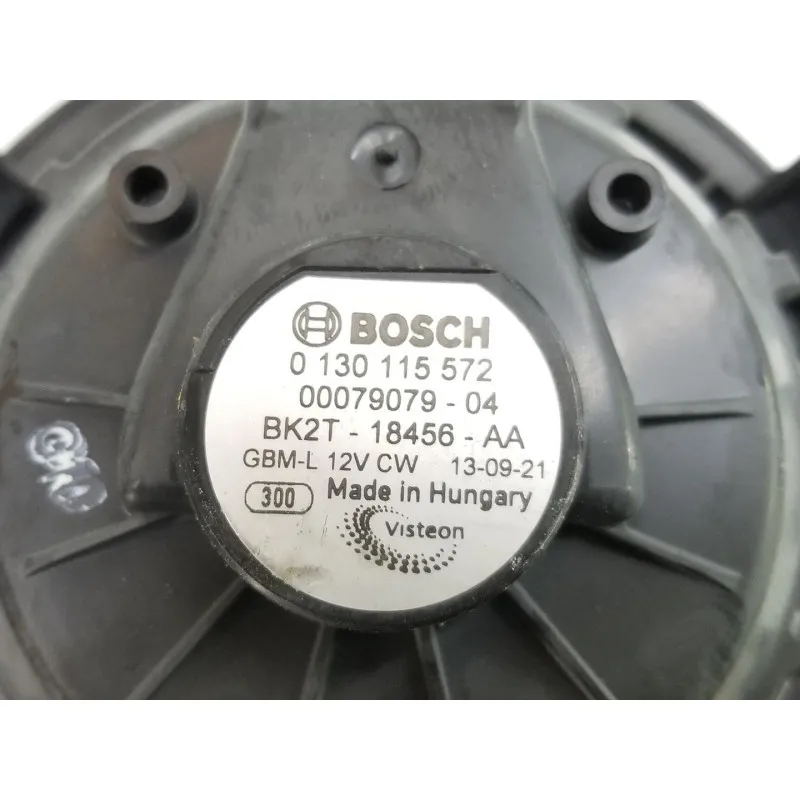 BOSCH
0 130 115 572
00079079 - 04
BK2T - 18456 - AA
GBM-L 12V CW 13-09-21
300 Made in Hungary
Visteon